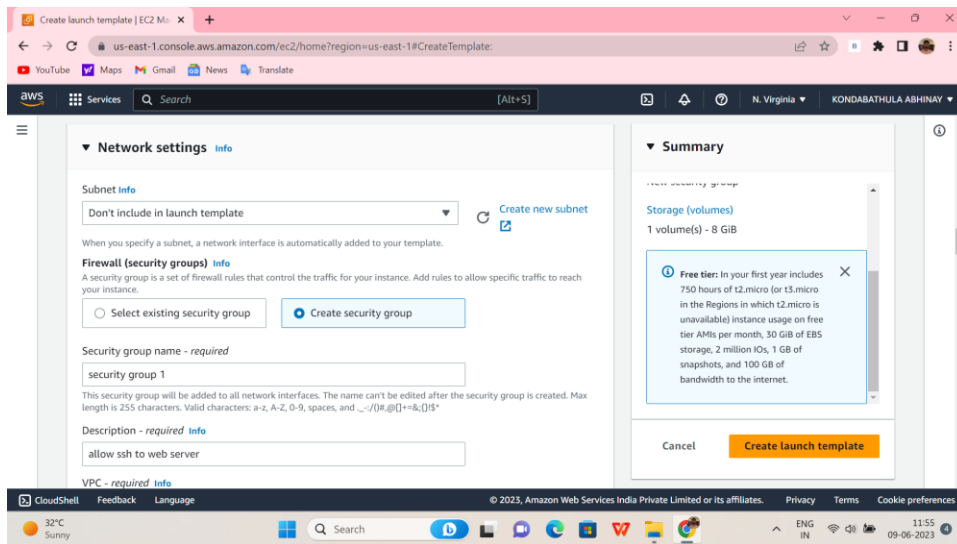 Create launch template | EC2 Ma
us-east-1.console.aws.amazon.com/ec2/home?region=us-east-1#CreateTemplate:
YouTube Maps Gmail News Translate
aws Services Search [Alt+S] N. Virginia KONDABATHULA ABHINAY
Network settings Info
Subnet Info
Don't include in launch template
Create new subnet
When you specify a subnet, a network interface is automatically added to your template.
Firewall (security groups) Info
A security group is a set of firewall rules that control the traffic for your instance. Add rules to allow specific traffic to reach
your instance.
Select existing security group Create security group
Security group name - required
security group 1
This security group will be added to all network interfaces. The name can't be edited after the security group is created. Max
length is 255 characters. Valid characters: a-z, A-Z, 0-9, spaces, and ._-:/()#,@[]+=&;{}!$*
Description - required Info
allow ssh to web server
VPC - required Info
Summary
New security group
Storage (volumes)
1 volume(s) - 8 GiB
Free tier: In your first year includes
750 hours of t2.micro (or t3.micro
in the Regions in which t2.micro is
unavailable) instance usage on free
tier AMIs per month, 30 GiB of EBS
storage, 2 million IOs, 1 GB of
snapshots, and 100 GB of
bandwidth to the internet.
Cancel Create launch template
CloudShell Feedback Language © 2023, Amazon Web Services India Private Limited or its affiliates. Privacy Terms Cookie preferences
32°C
Sunny
Search
ENG
IN
11:55
09-06-2023
4